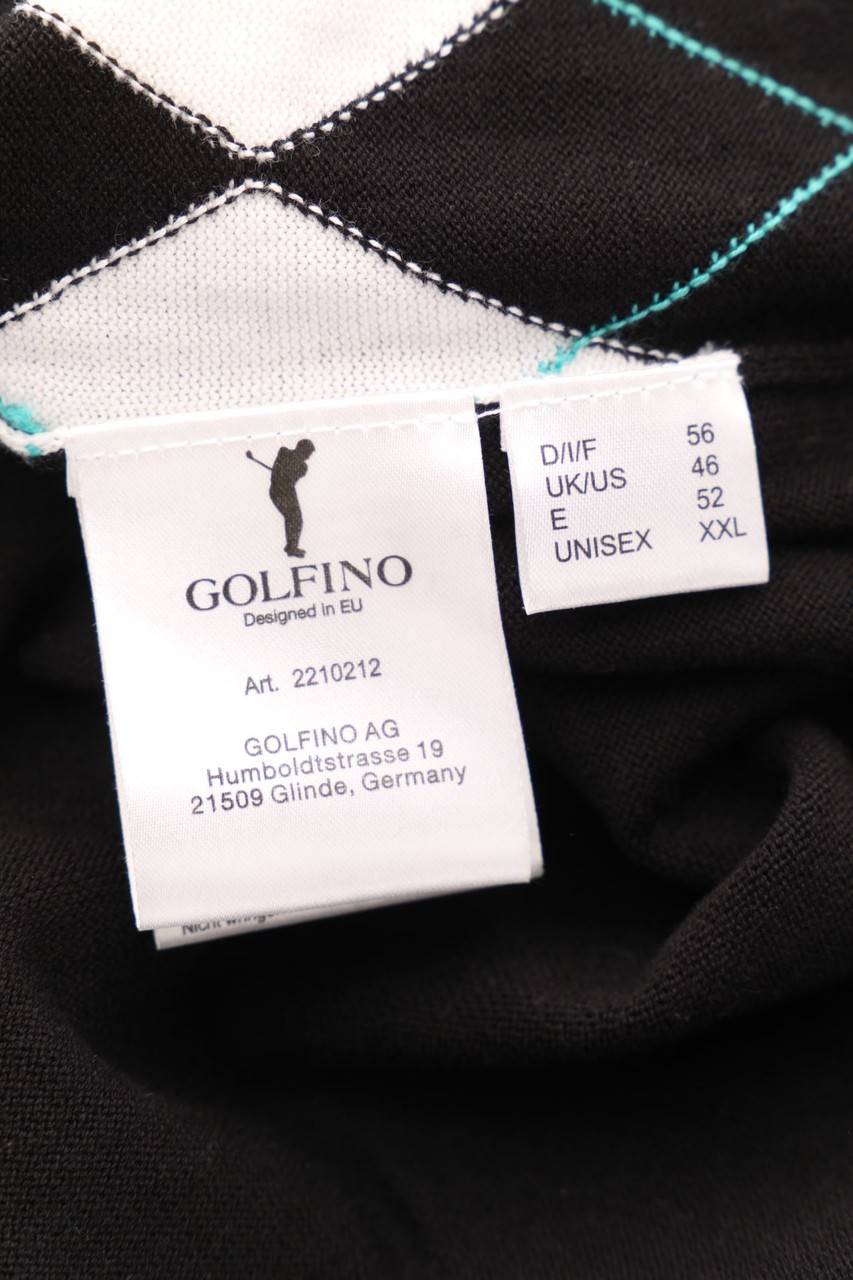 GOLFINO
Designed in EU
Art. 2210212
GOLFINO AG
Humboldtstrasse 19
21509 Glinde, Germany
Nicht
D/I/F 56
UK/US 46
E 52
UNISEX XXL